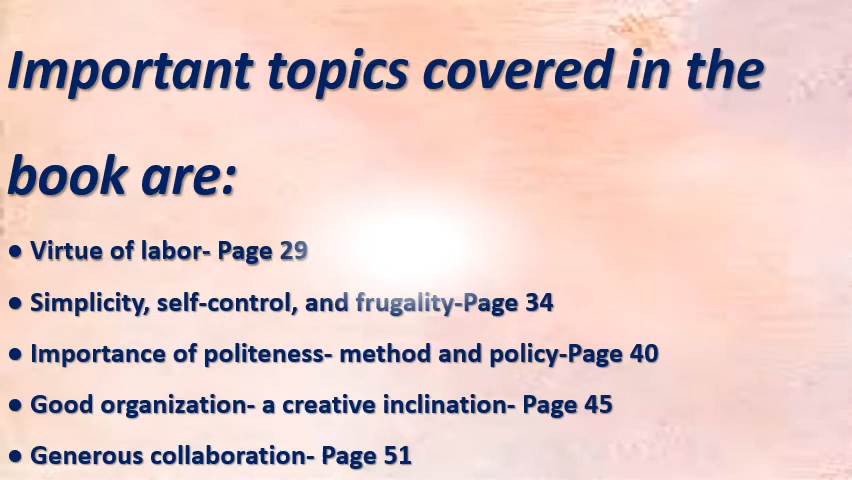 Important topics covered in the
book are:
● Virtue of labor- Page 29
● Simplicity, self-control, and frugality-Page 34
● Importance of politeness- method and policy-Page 40
● Good organization- a creative inclination- Page 45
● Generous collaboration- Page 51